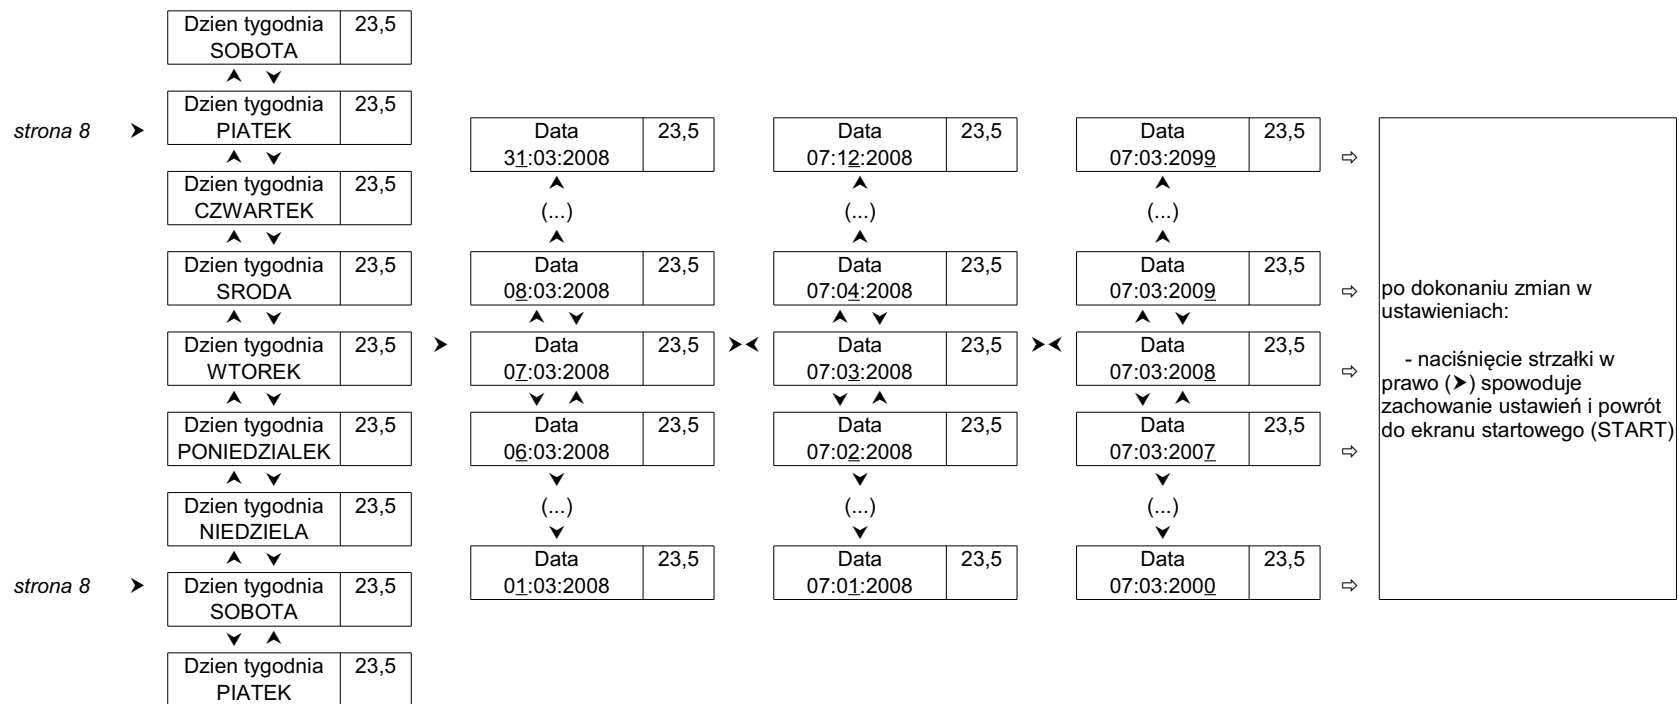 Dzien tygodnia 23,5
SOBOTA
strona 8 ➤ Dzien tygodnia 23,5
PIATEK
Data 23,5 Data 23,5 Data 23,5 ⇨
31:03:2008 07:12:2008 07:03:2099
Dzien tygodnia 23,5
CZWARTEK
(...) (...) (...)
Dzien tygodnia 23,5 Data 23,5 Data 23,5 Data 23,5 ⇨
SRODA 08:03:2008 07:04:2008 07:03:2009
po dokonaniu zmian w
ustawieniach:
Dzien tygodnia 23,5 ➤ Data 23,5 Data 23,5 Data 23,5 ⇨
WTOREK 07:03:2008 07:03:2008 07:03:2008
- naciśnięcie strzałki w
prawo (➤) spowoduje
zachowanie ustawień i powrót
do ekranu startowego (START)
Dzien tygodnia 23,5 Data 23,5 Data 23,5 Data 23,5 ⇨
PONIEDZIALEK 06:03:2008 07:02:2008 07:03:2007
Dzien tygodnia 23,5
NIEDZIELA
(...) (...) (...)
strona 8 ➤ Dzien tygodnia 23,5
SOBOTA
Data 23,5 Data 23,5 Data 23,5 ⇨
01:03:2008 07:01:2008 07:03:2000
Dzien tygodnia 23,5
PIATEK